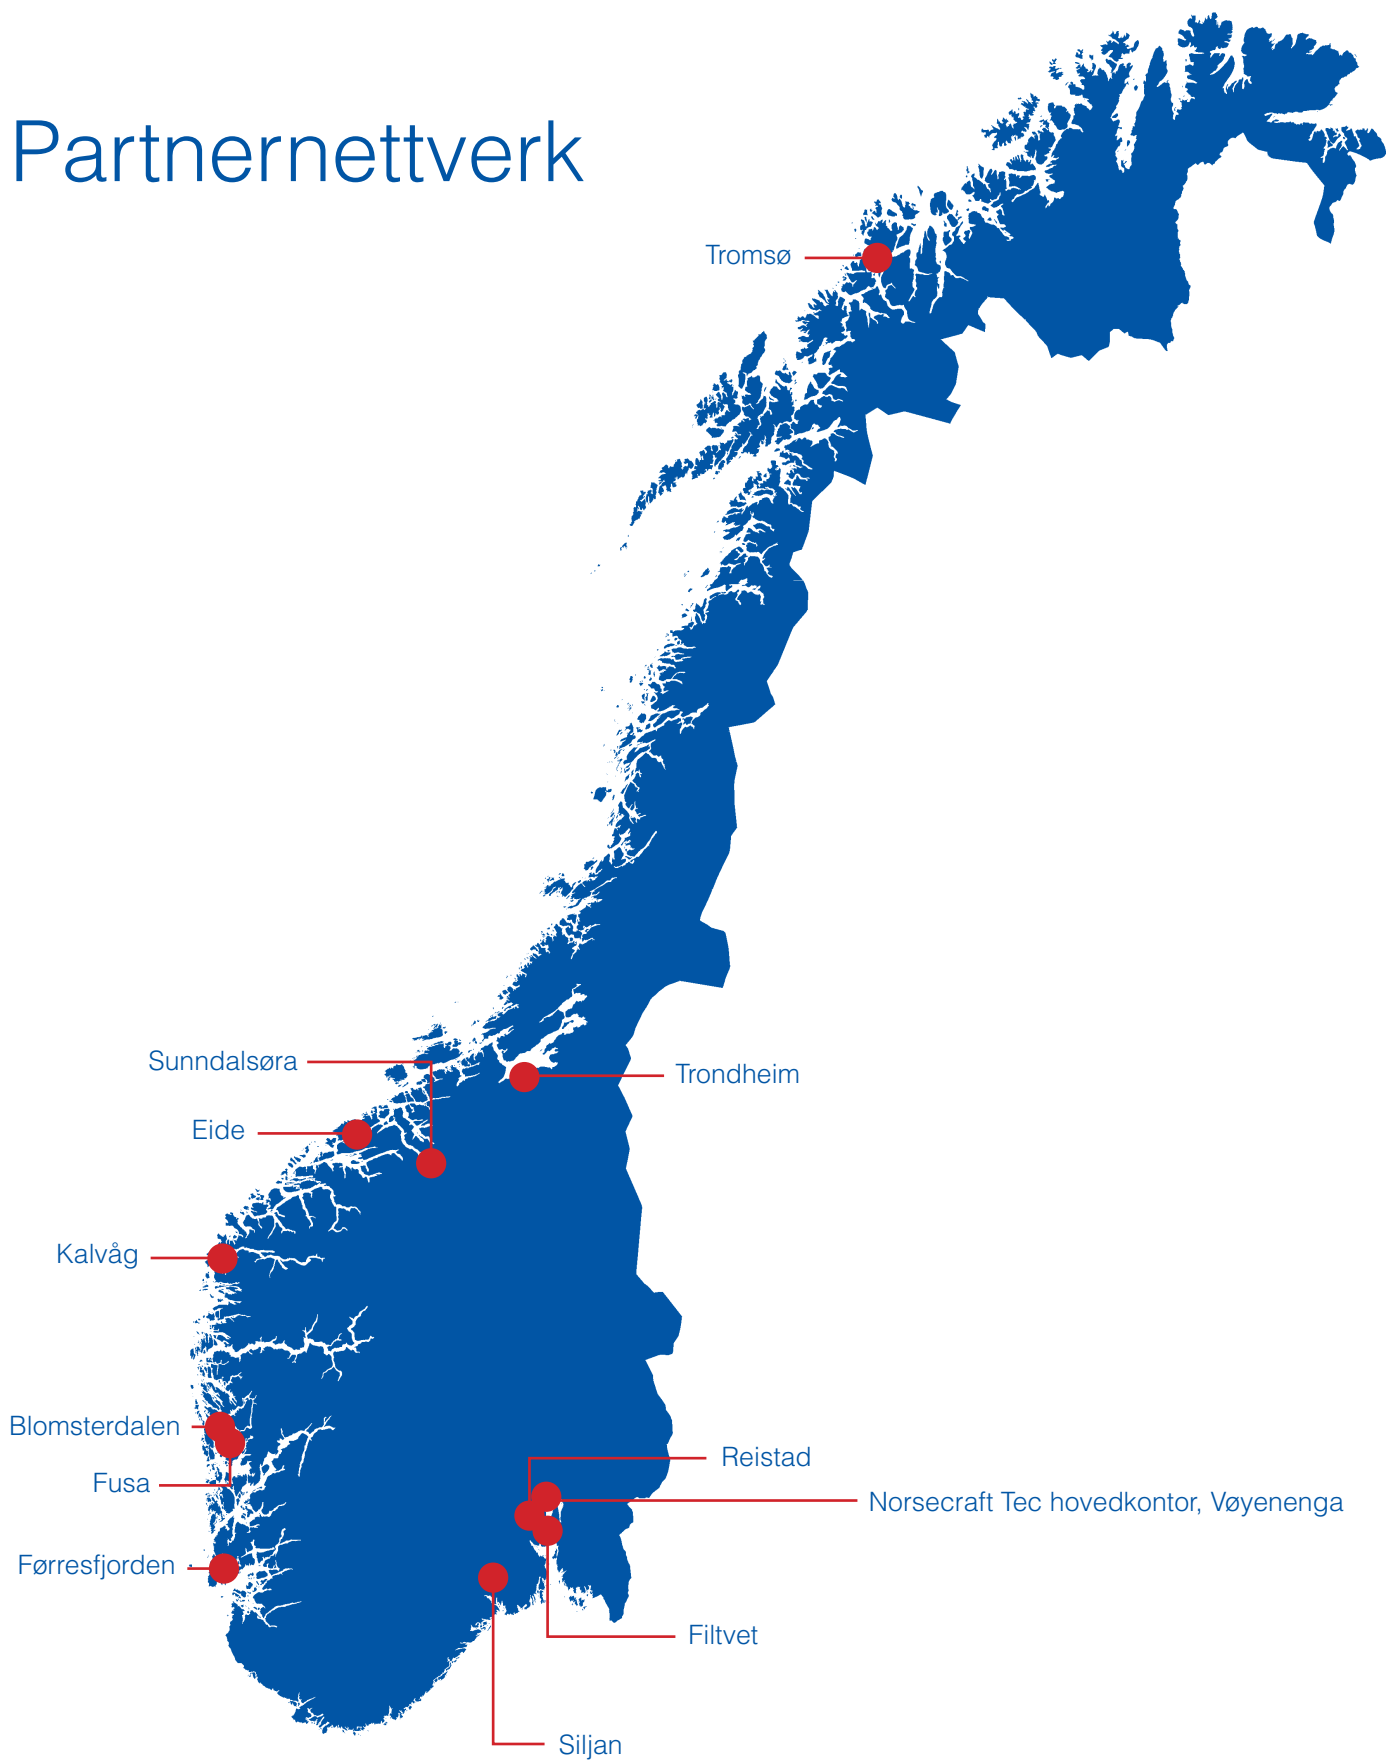 Partnernettverk
Tromsø
Sunndalsøra
Trondheim
Eide
Kalvåg
Blomsterdalen
Reistad
Fusa
Norsecraft Tec hovedkontor, Vøyenenga
Førresfjorden
Filtvet
Siljan